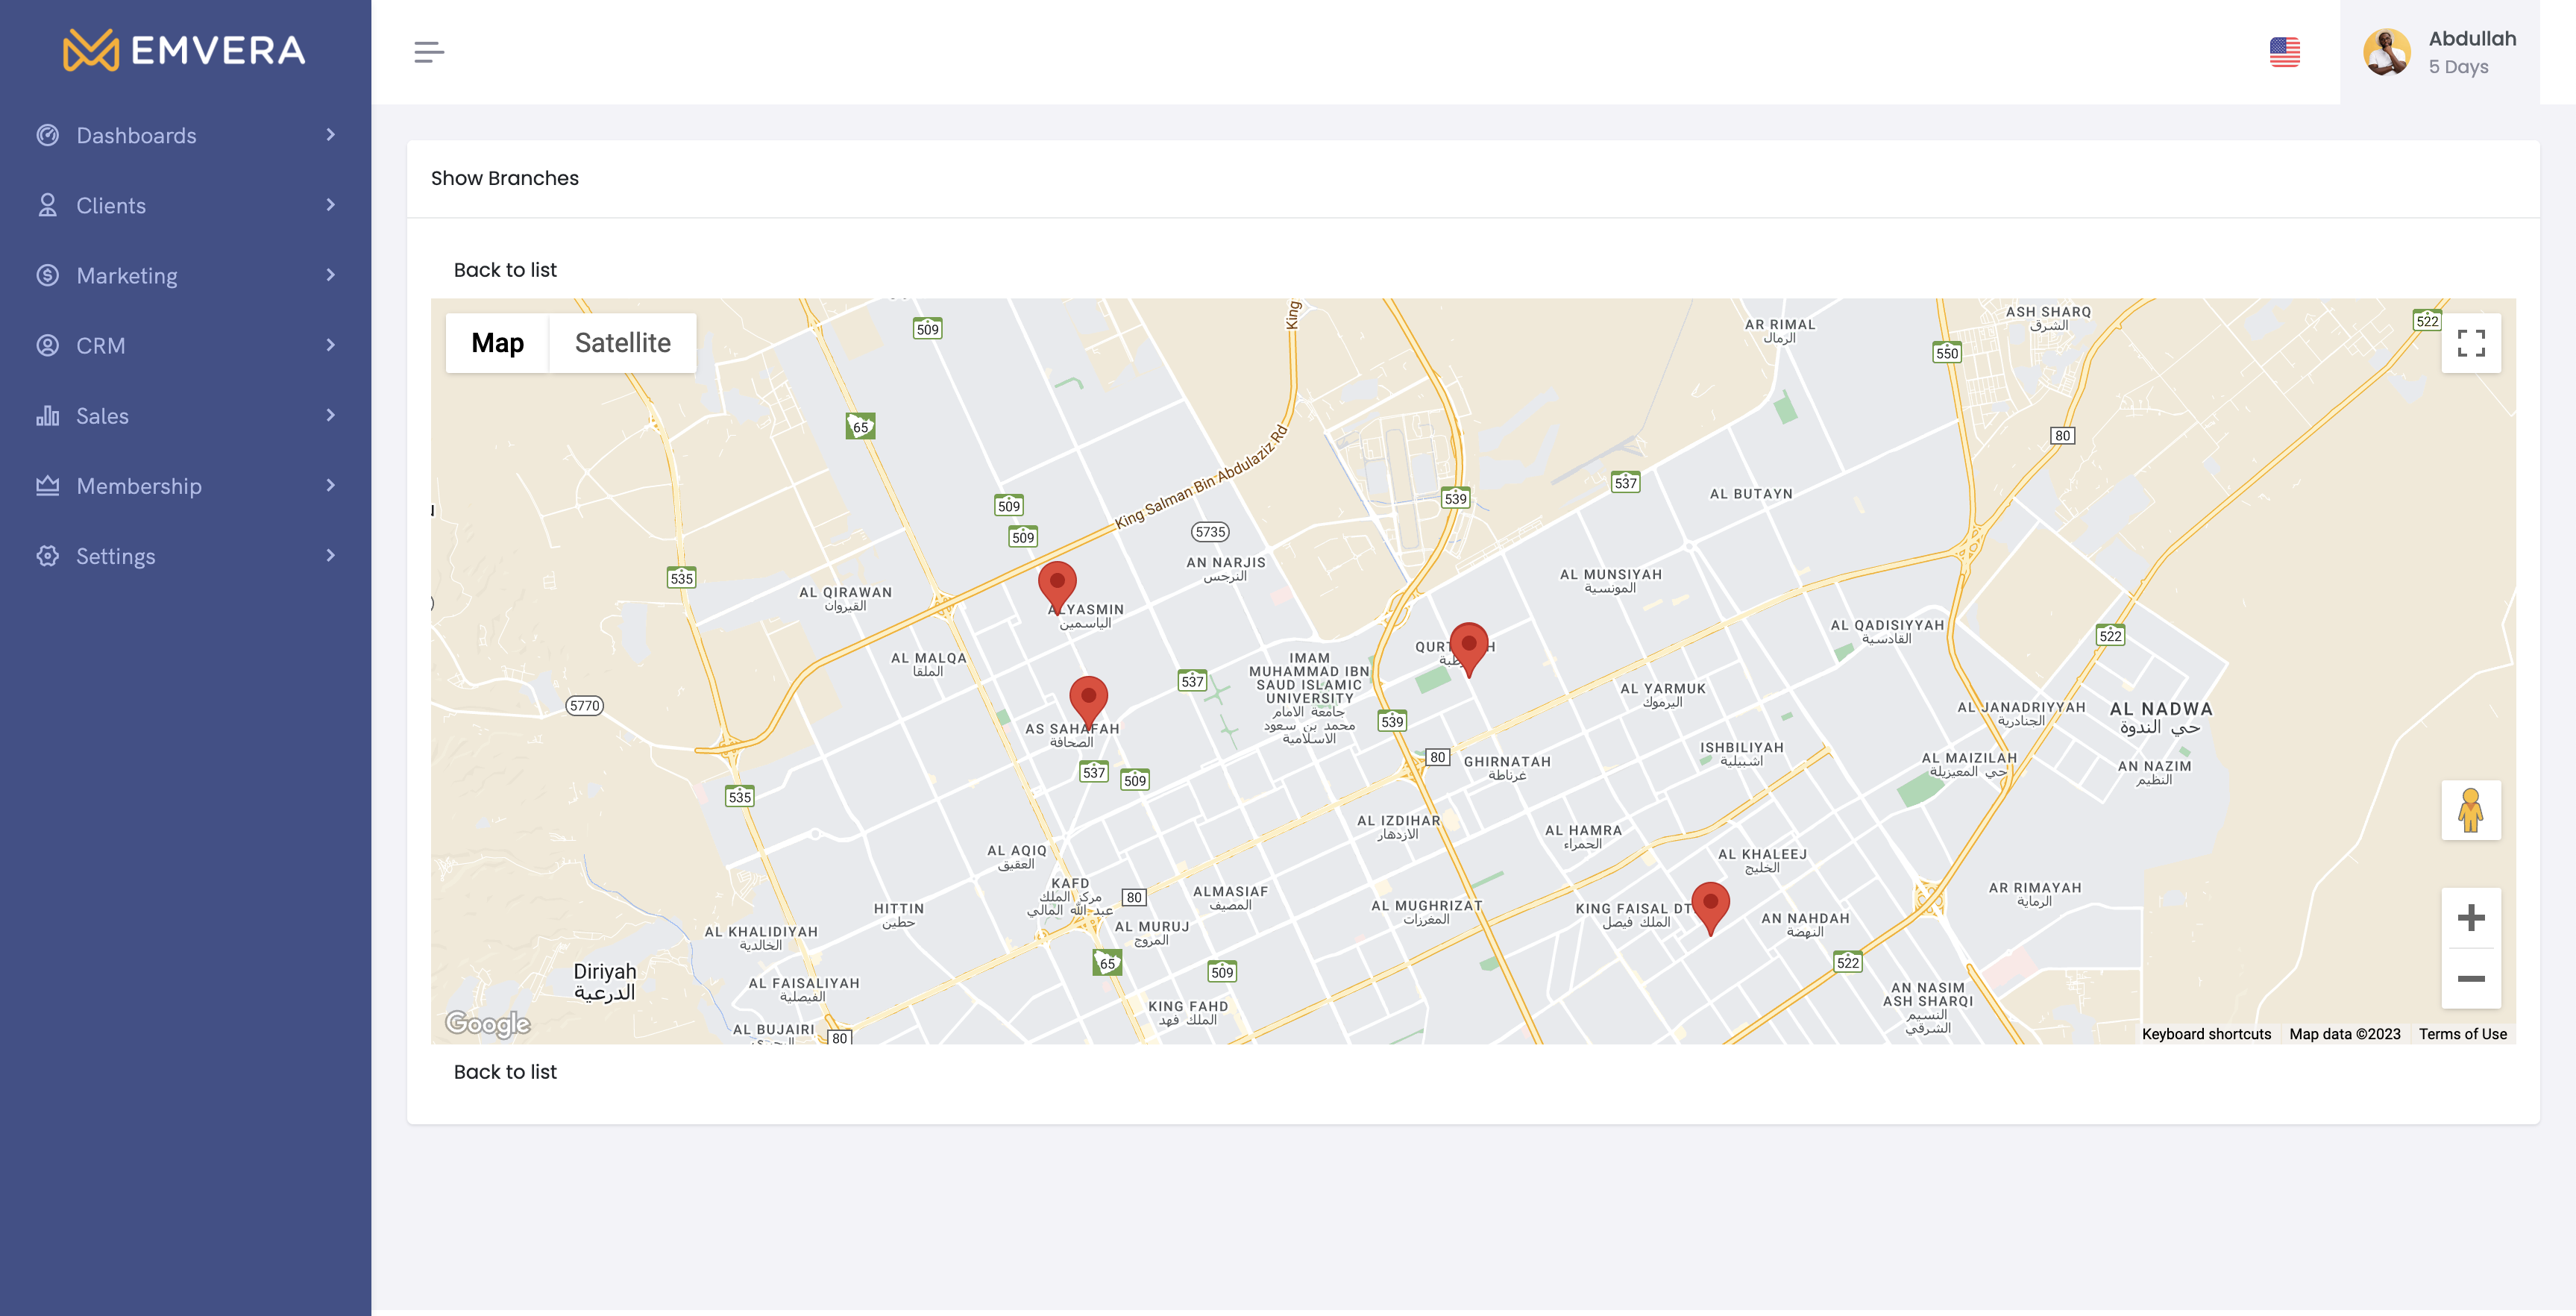 EMVERA
Abdullah
5 Days
Dashboards
Clients
Marketing
CRM
Sales
Membership
Settings
Show Branches
Back to list
Map
Satellite
509
65
King
King Salman Bin Abdulaziz Rd
AR RIMAL
الرمال
ASH SHARQ
الشرق
522
550
80
539
537
AL BUTAYN
509
509
5735
AN NARJIS
النرجس
535
AL QIRAWAN
القيروان
ALYASMIN
الياسمين
AL MUNSIYAH
المونسية
AL QADISIYYAH
القادسية
522
AL MALQA
الملقا
537
IMAM
MUHAMMAD IBN
SAUD ISLAMIC
UNIVERSITY
جامعة الامام
محمد بن سعود
الاسلامية
AL YARMUK
اليرموك
5770
AS SAHAFAH
الصحافة
539
AL JANADRIYYAH
الجنادرية
AL NADWA
حي الندوة
537
509
80
GHIRNATAH
غرناطة
ISHBILIYAH
اشبيلية
AL MAIZILAH
حي المعيزيلة
AN NAZIM
النظيم
535
AL IZDIHAR
الازدهار
AL HAMRA
الحمراء
AL AQIQ
العقيق
AL KHALEEJ
الخليج
KAFD
مركز الملك
عبد الله المالي
80
ALMASIAF
المصيف
AL MUGHRIZAT
المغرزات
KING FAISAL DT
الملك فيصل
AN NAHDAH
النهضة
AR RIMAYAH
الرماية
HITTIN
حطين
AL KHALIDIYAH
الخالدية
AL MURUJ
المروج
65
509
522
Diriyah
الدرعية
AL FAISALIYAH
الفيصلية
KING FAHD
الملك فهد
AN NASIM
ASH SHARQI
النسيم
الشرقي
AL BUJAIRI
80
Google
Keyboard shortcuts
Map data ©2023
Terms of Use
Back to list